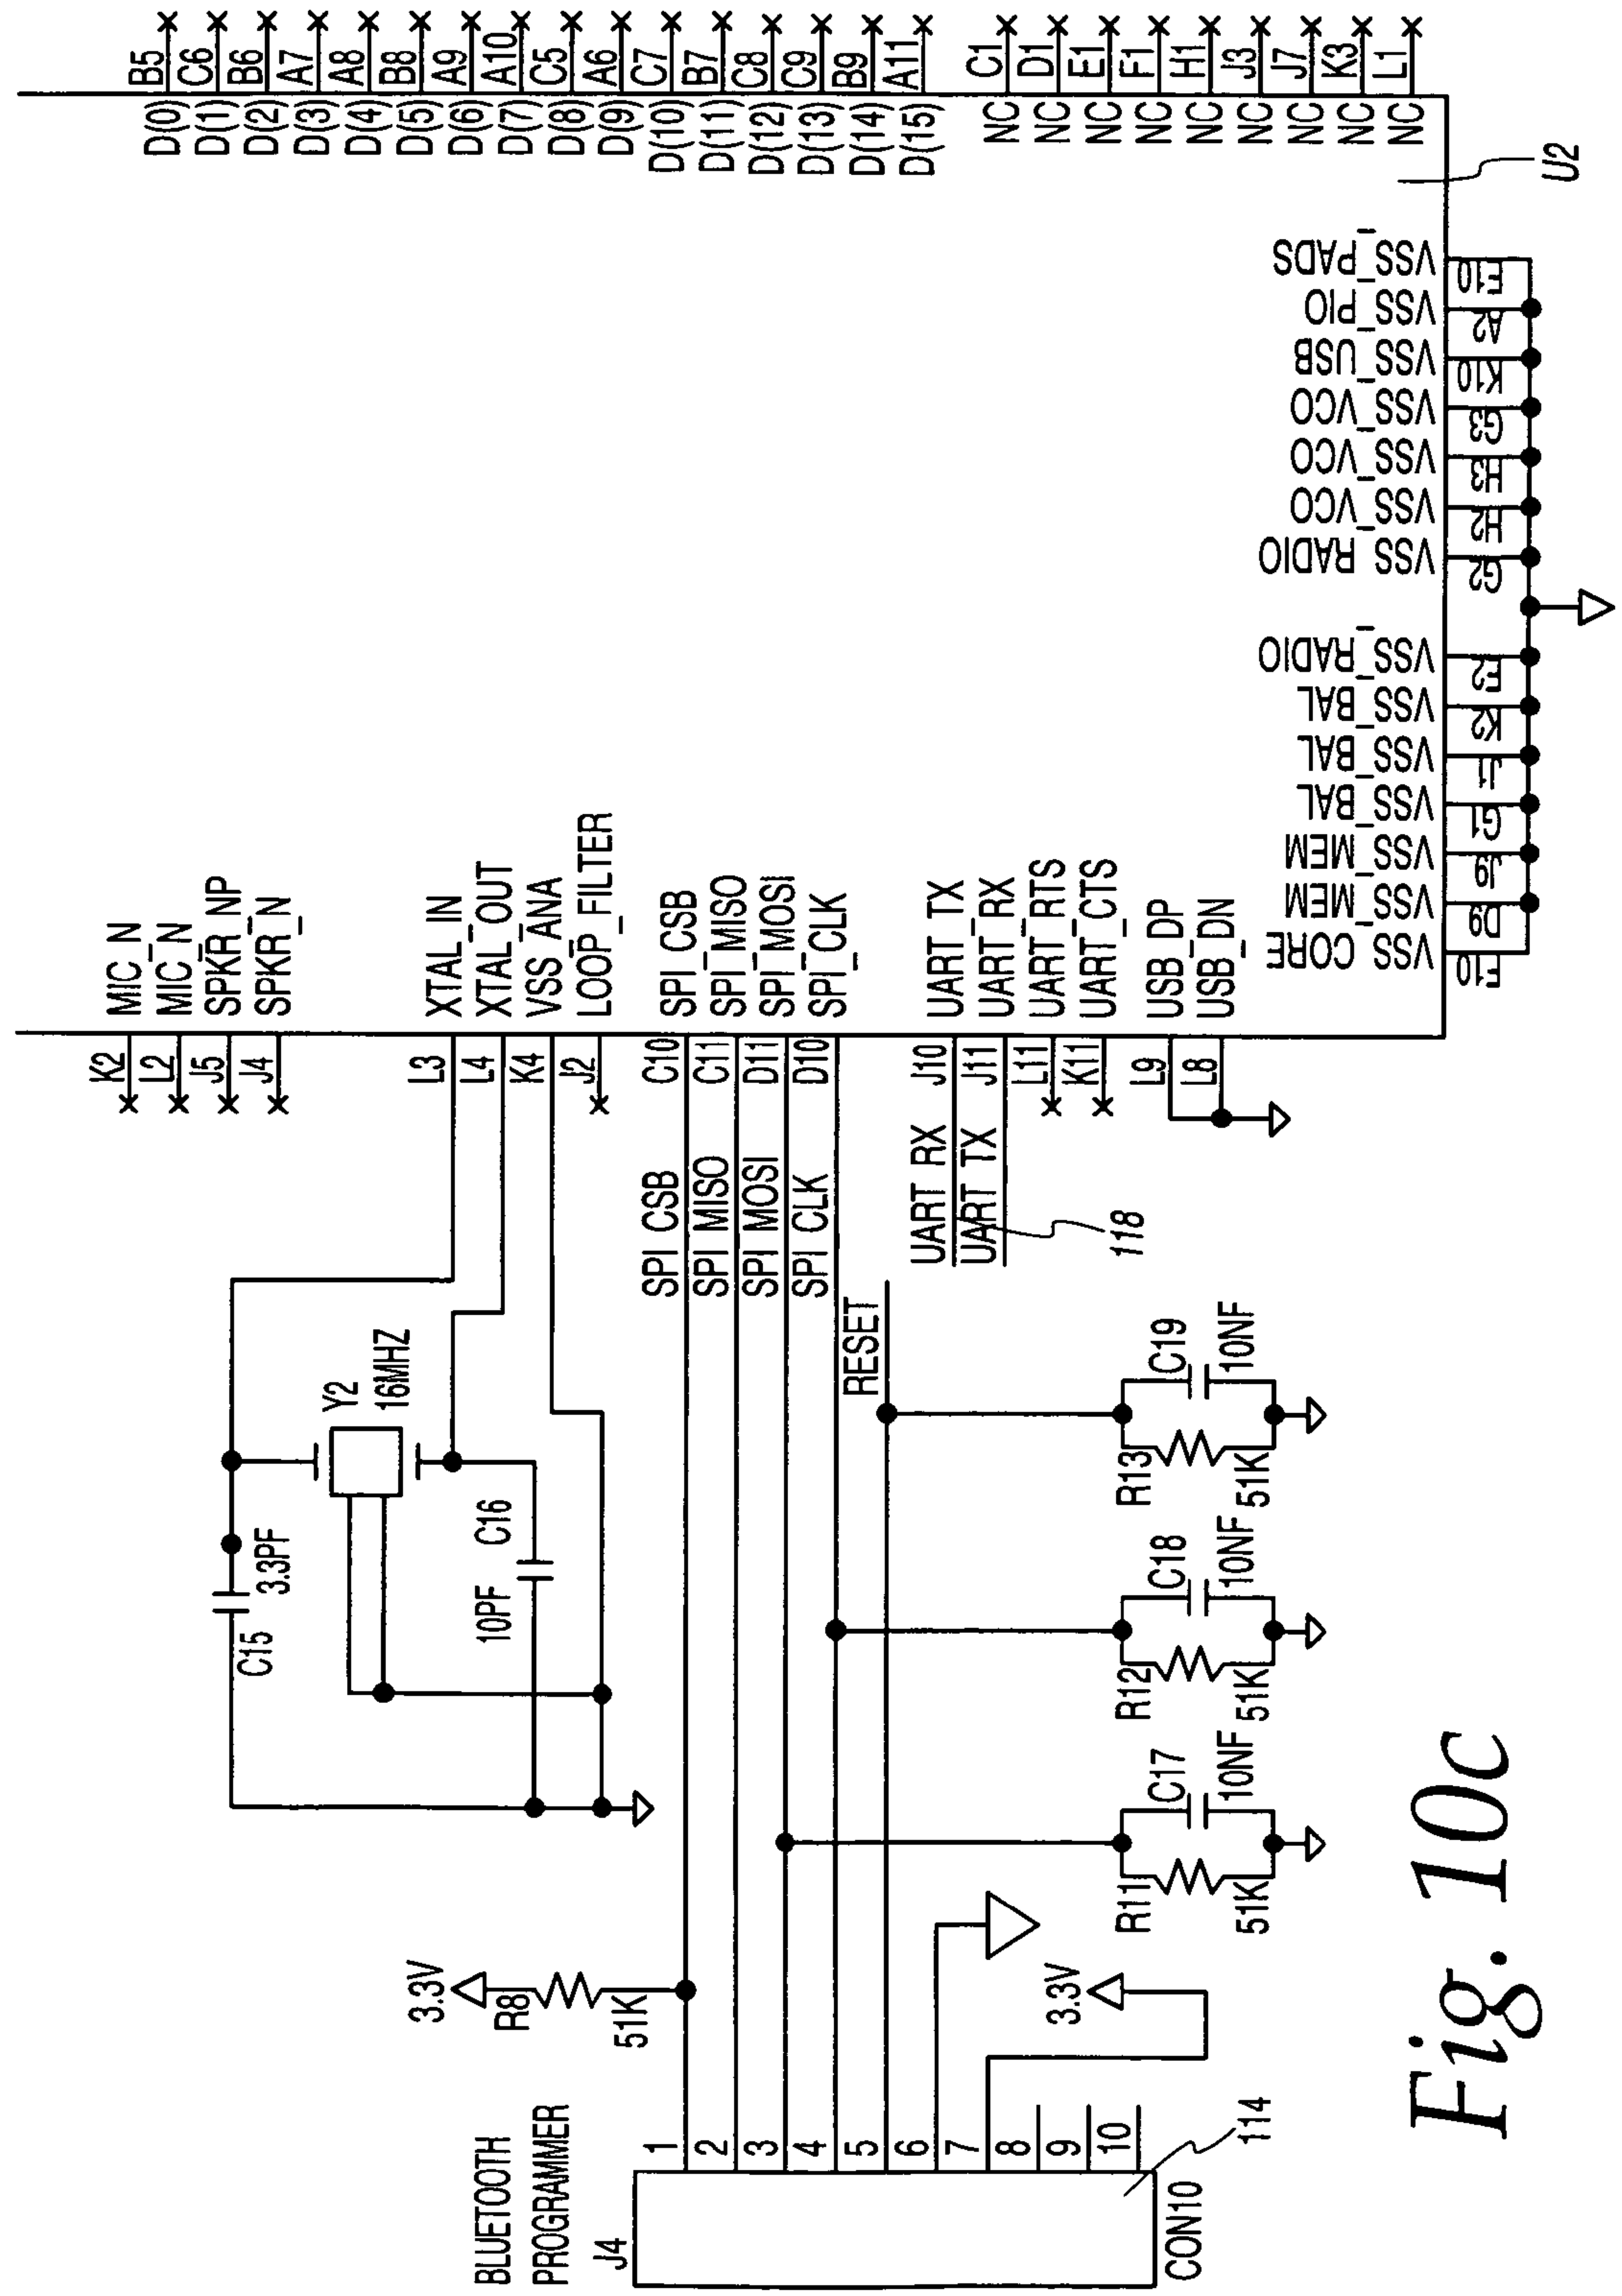 MIC_N
MIC_N
SPKR_NP
SPKR_N
K2
L2
J5
J4
XTAL_IN
XTAL_OUT
VSS_ANA
LOOP_FILTER
L3
L4
K4
J2
SPI_CSB
SPI_MISO
SPI_MOSI
SPI_CLK
C10
C11
D11
D10
SPI CSB
SPI MISO
SPI MOSI
SPI CLK
UART_TX
UART_RX
UART_RTS
UART_CTS
J10
J11
L11
K11
UART RX
UART TX
118
USB_DP
USB_DN
L9
L8
RESET
Y2
16MHZ
C15
3.3PF
C16
10PF
BLUETOOTH
PROGRAMMER
J4
CON10
114
1
2
3
4
5
6
7
8
9
10
3.3V
R8
51K
3.3V
R11
51K
C17
10NF
R12
51K
C18
10NF
R13
51K
C19
10NF
D(0) B5
D(1) C6
D(2) B6
D(3) A7
D(4) A8
D(5) B8
D(6) A9
D(7) A10
D(8) C5
D(9) A6
D(10) C7
D(11) B7
D(12) C8
D(13) C9
D(14) B9
D(15) A11
NC C1
NC D1
NC E1
NC F1
NC H1
NC J3
NC J7
NC K3
NC L1
U2
VSS_PADS E10
VSS_PIO A2
VSS_USB K10
VSS_VCO G3
VSS_VCO H3
VSS_VCO H2
VSS_RADIO G2
VSS_RADIO
VSS_BAL K2
VSS_BAL J1
VSS_BAL G1
VSS_MEM J9
VSS_MEM D9
VSS CORE
Fig. 10c